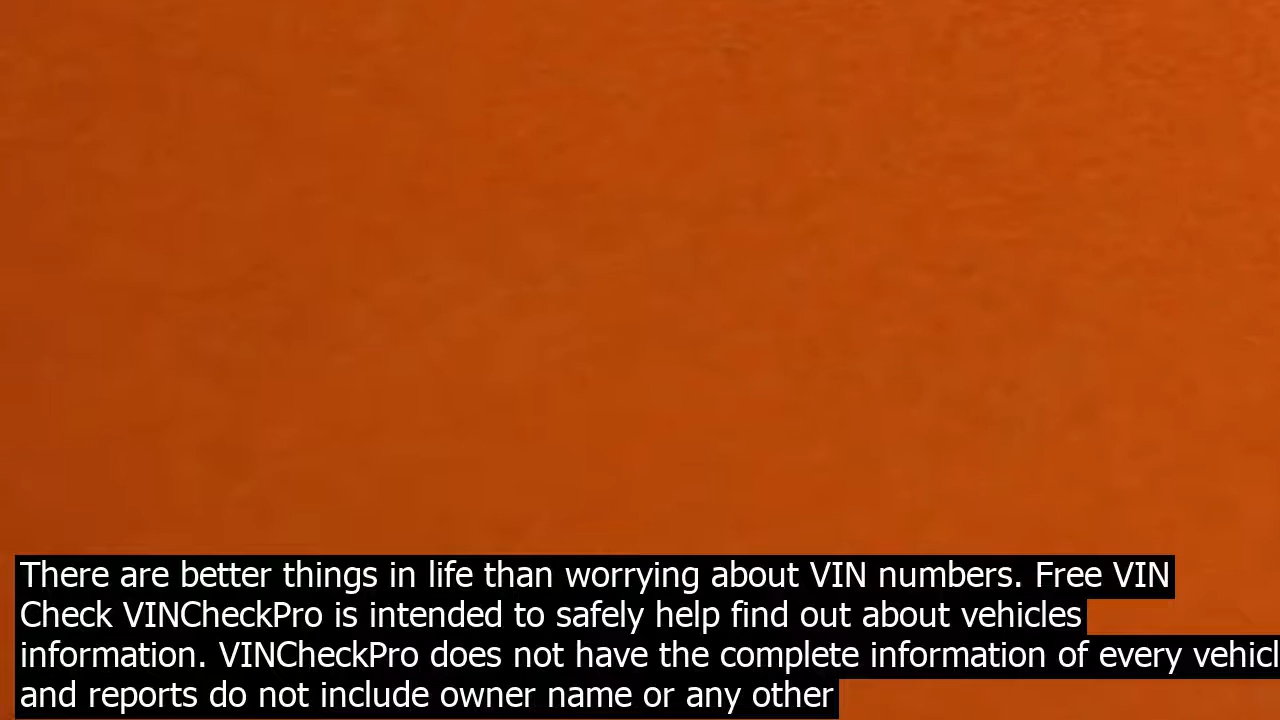 There are better things in life than worrying about VIN numbers. Free VIN
Check VINCheckPro is intended to safely help find out about vehicles
information. VINCheckPro does not have the complete information of every vehicl
and reports do not include owner name or any other